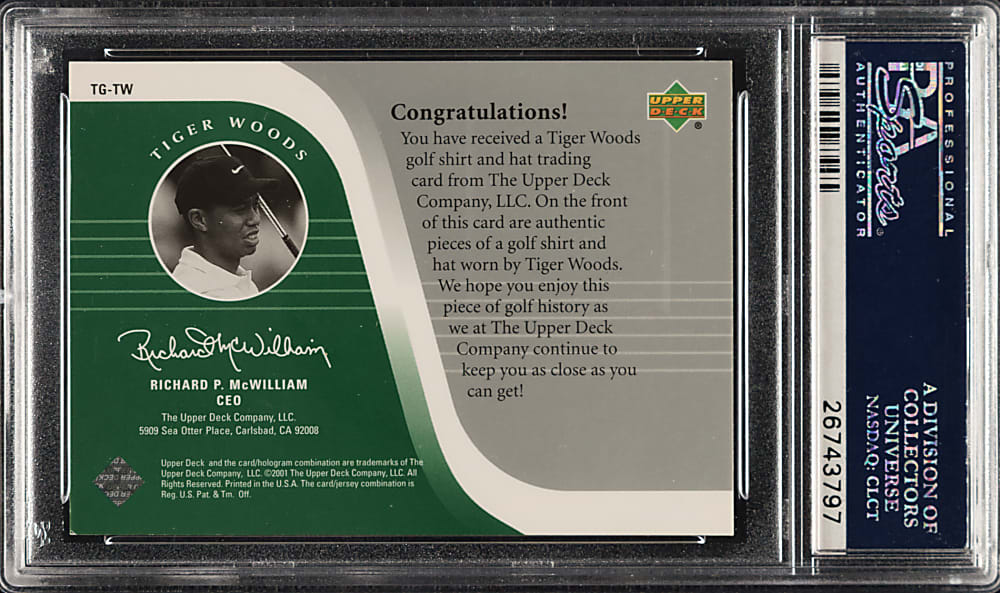 TG-TW
TIGER WOODS
RICHARD P. McWILLIAM
CEO
The Upper Deck Company, LLC.
5909 Sea Otter Place, Carlsbad, CA 92008
Upper Deck and the card/hologram combination are trademarks of The
Upper Deck Company, LLC. ©2001 The Upper Deck Company, LLC. All
Rights Reserved. Printed in the U.S.A. The card/jersey combination is
Reg. U.S. Pat. & Tm. Off.
Richard P. McWilliam
UPPER
DECK
®
Congratulations!
You have received a Tiger Woods
golf shirt and hat trading
card from The Upper Deck
Company, LLC. On the front
of this card are authentic
pieces of a golf shirt and
hat worn by Tiger Woods.
We hope you enjoy this
piece of golf history as
we at The Upper Deck
Company continue to
keep you as close as you
can get!
PROFESSIONAL
PSA
Sports
®
AUTHENTICATOR
A DIVISION OF
COLLECTORS
UNIVERSE
NASDAQ: CLCT
26743797